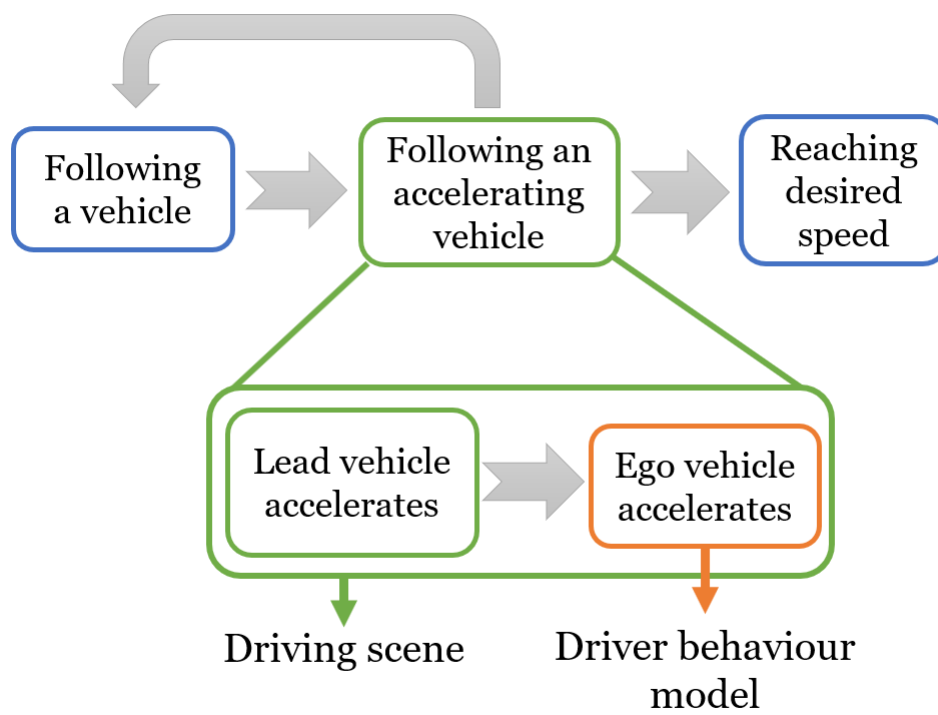 Following
a vehicle
Following an
accelerating
vehicle
Reaching
desired
speed
Lead vehicle
accelerates
Ego vehicle
accelerates
Driving scene
Driver behaviour
model